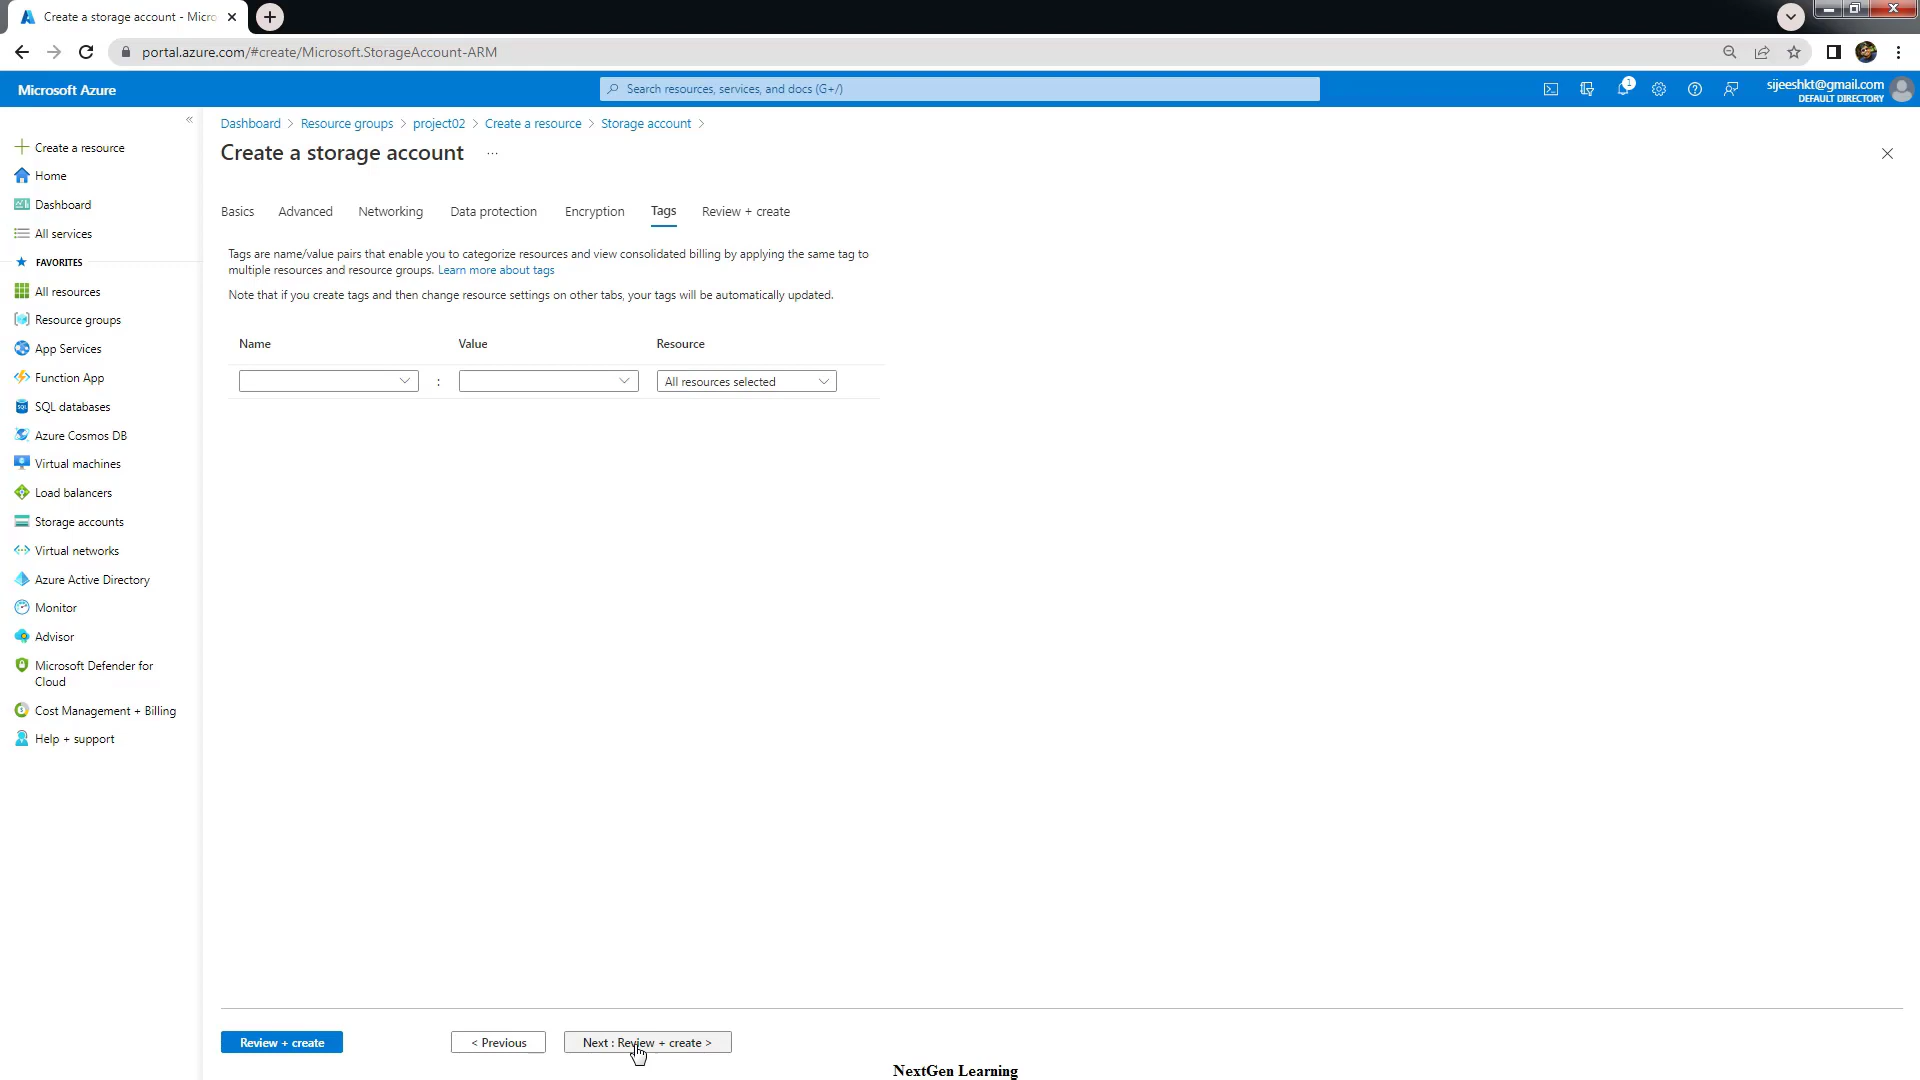 Create a storage account - Micro
portal.azure.com/#create/Microsoft.StorageAccount-ARM
Microsoft Azure
Search resources, services, and docs (G+/)
1
sijeeshkt@gmail.com
DEFAULT DIRECTORY
Dashboard > Resource groups > project02 > Create a resource > Storage account >
Create a storage account ...
Create a resource
Home
Dashboard
All services
FAVORITES
All resources
Resource groups
App Services
Function App
SQL databases
Azure Cosmos DB
Virtual machines
Load balancers
Storage accounts
Virtual networks
Azure Active Directory
Monitor
Advisor
Microsoft Defender for
Cloud
Cost Management + Billing
Help + support
Basics Advanced Networking Data protection Encryption Tags Review + create
Tags are name/value pairs that enable you to categorize resources and view consolidated billing by applying the same tag to
multiple resources and resource groups. Learn more about tags
Note that if you create tags and then change resource settings on other tabs, your tags will be automatically updated.
Name Value Resource
: All resources selected
Review + create < Previous Next : Review + create >
NextGen Learning